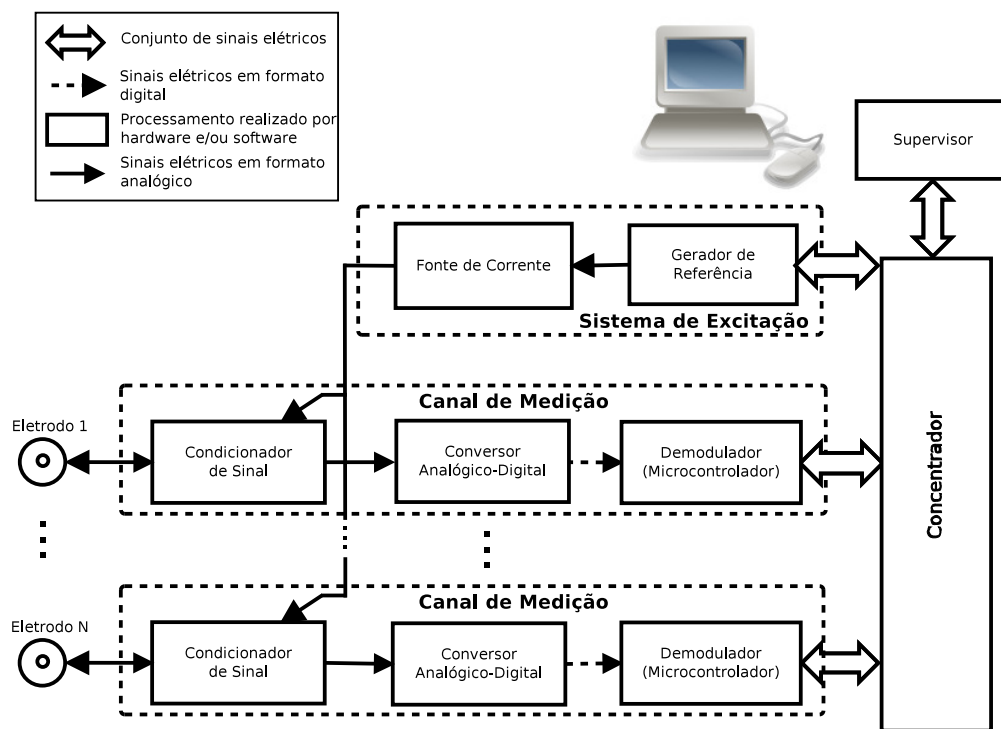 Conjunto de sinais elétricos
Sinais elétricos em formato
digital
Processamento realizado por
hardware e/ou software
Sinais elétricos em formato
analógico
Supervisor
Fonte de Corrente
Gerador de
Referência
Sistema de Excitação
Concentrador
Canal de Medição
Eletrodo 1
Condicionador
de Sinal
Conversor
Analógico-Digital
Demodulador
(Microcontrolador)
Canal de Medição
Eletrodo N
Condicionador
de Sinal
Conversor
Analógico-Digital
Demodulador
(Microcontrolador)